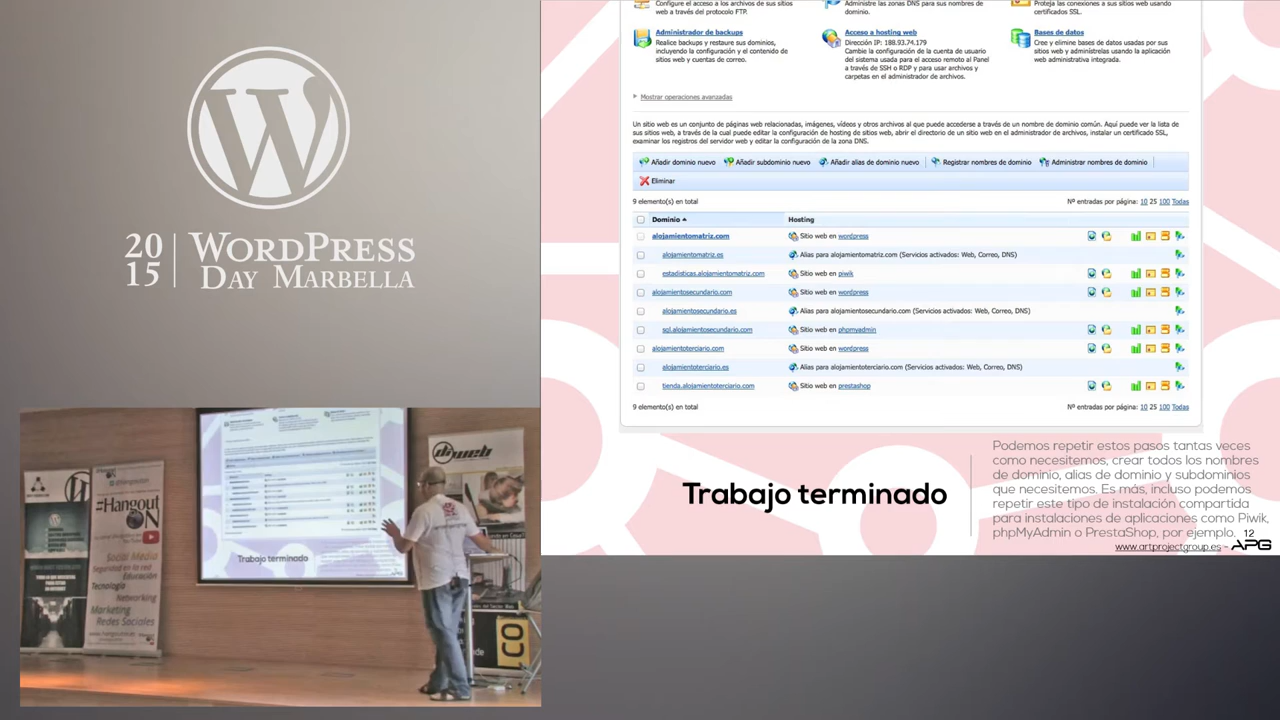 20
15
WORDPRESS
DAY MARBELLA
Configure el acceso a los archivos de sus sitios
web a través del protocolo FTP.
Administre las zonas DNS para sus nombres de
dominio.
Proteja las conexiones a sus sitios web usando
certificados SSL.
Administrador de backups
Realice backups y restaure sus dominios,
incluyendo la configuración y el contenido de
sitios web y cuentas de correo.
Acceso a hosting web
Dirección IP: 188.93.74.179
Cambie la configuración de la cuenta de usuario
del sistema usada para el acceso remoto al Panel
a través de SSH o RDP y para usar archivos y
carpetas en el administrador de archivos.
Bases de datos
Cree y elimine bases de datos usadas por sus
sitios web y adminístrelas usando la aplicación
web administrativa integrada.
Mostrar operaciones avanzadas
Un sitio web es un conjunto de páginas web relacionadas, imágenes, vídeos y otros archivos al que puede accederse a través de un nombre de dominio común. Aquí puede ver la lista de
sus sitios web, a través de la cual puede editar la configuración de hosting de sitios web, abrir el directorio de un sitio web en el administrador de archivos, instalar un certificado SSL,
examinar los registros del servidor web y editar la configuración de la zona DNS.
Añadir dominio nuevo Añadir subdominio nuevo Añadir alias de dominio nuevo Registrar nombres de dominio Administrar nombres de dominio
Eliminar
9 elemento(s) en total Nº entradas por página: 10 25 100 Todas
Dominio Hosting
alojamientomatriz.com Sitio web en wordpress
alojamientomatriz.es Alias para alojamientomatriz.com (Servicios activados: Web, Correo, DNS)
estadisticas.alojamientomatriz.com Sitio web en piwik
alojamientosecundario.com Sitio web en wordpress
alojamientosecundario.es Alias para alojamientosecundario.com (Servicios activados: Web, Correo, DNS)
sql.alojamientosecundario.com Sitio web en phpmyadmin
alojamientoterciario.com Sitio web en wordpress
alojamientoterciario.es Alias para alojamientoterciario.com (Servicios activados: Web, Correo, DNS)
tienda.alojamientoterciario.com Sitio web en prestashop
9 elemento(s) en total Nº entradas por página: 10 25 100 Todas
Trabajo terminado
Podemos repetir estos pasos tantas veces
como necesitemos, crear todos los nombres
de dominio, alias de dominio y subdominios
que necesitemos. Es más, incluso podemos
repetir este tipo de instalación compartida
para instalaciones de aplicaciones como Piwik,
phpMyAdmin o PrestaShop, por ejemplo. 12
www.artprojectgroup.es - APG
#Hangout
ON
Social Media
Seguridad en la red
Educación
Tecnología
Networking
Marketing
Redes Sociales
Trabajo terminado
diweb
CO